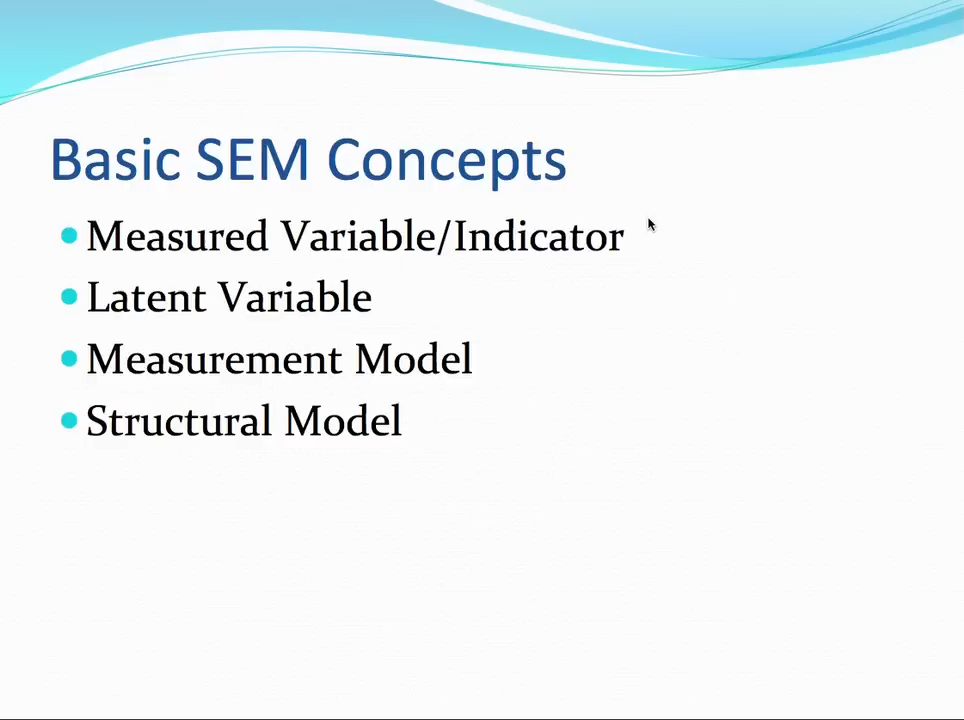 Basic SEM Concepts
Measured Variable/Indicator
Latent Variable
Measurement Model
Structural Model